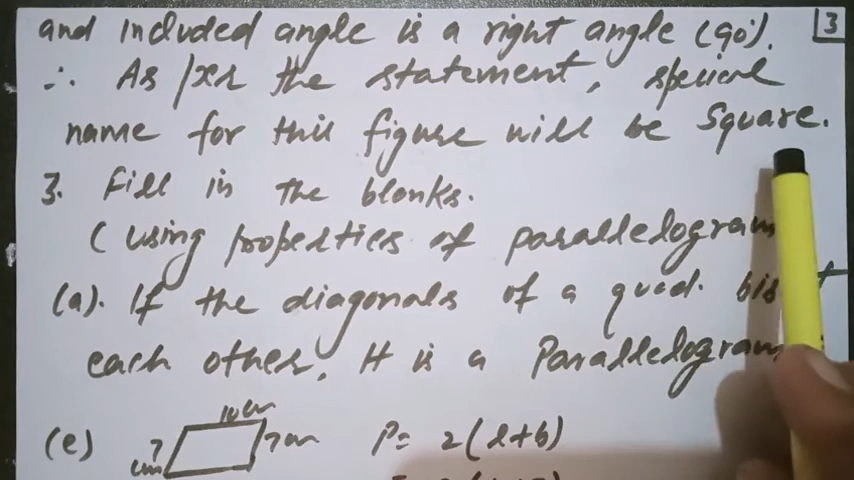 and included angle is a right angle (90°). 3
∴ As per the statement, special
name for this figure will be Square.
3. Fill in the blanks.
(Using properties of parallelogram
(a). If the diagonals of a quad.
each other, It is a Parallelogram
10cm
(e) 7 cm 7cm P= 2(l+b)